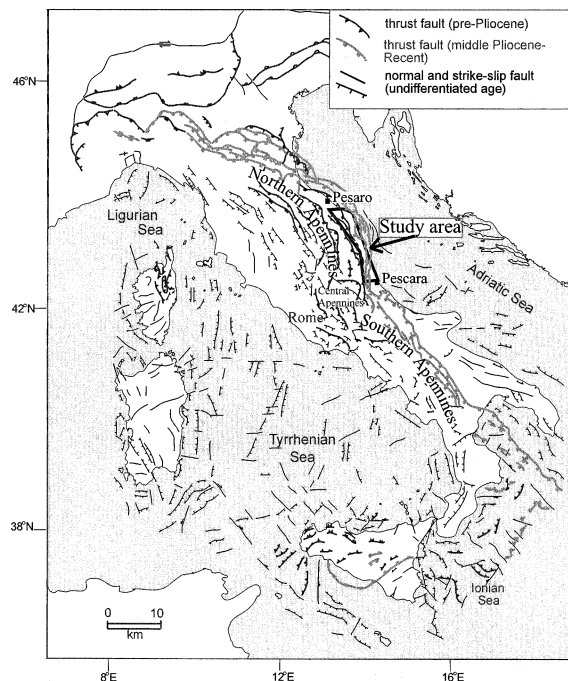 thrust fault (pre-Pliocene)
thrust fault (middle Pliocene-
Recent)
normal and strike-slip fault
(undifferentiated age)
46°N
Northern Apennines
Pesaro
Ligurian
Sea
Study area
Adriatic Sea
Pescara
42°N
Central
Apennines
Rome
Southern Apennines
Tyrrhenian
Sea
38°N
Ionian
Sea
0 10
km
8°E 12°E 16°E